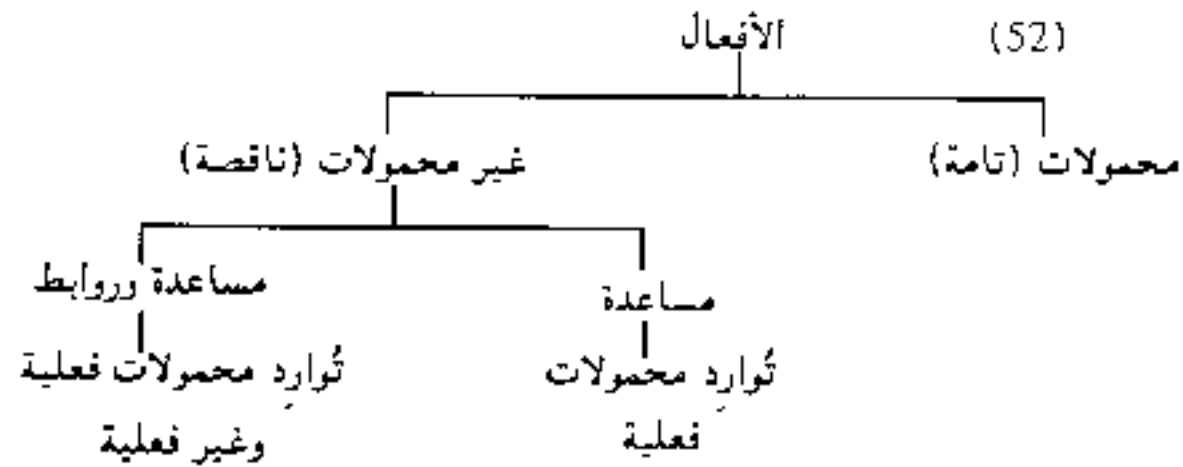 (52) الأفعال
محمولات (تامة) غير محمولات (ناقصة)
مساعدة مساعدة وروابط
تُوارِد محمولات تُوارِد محمولات فعلية
فعلية وغير فعلية